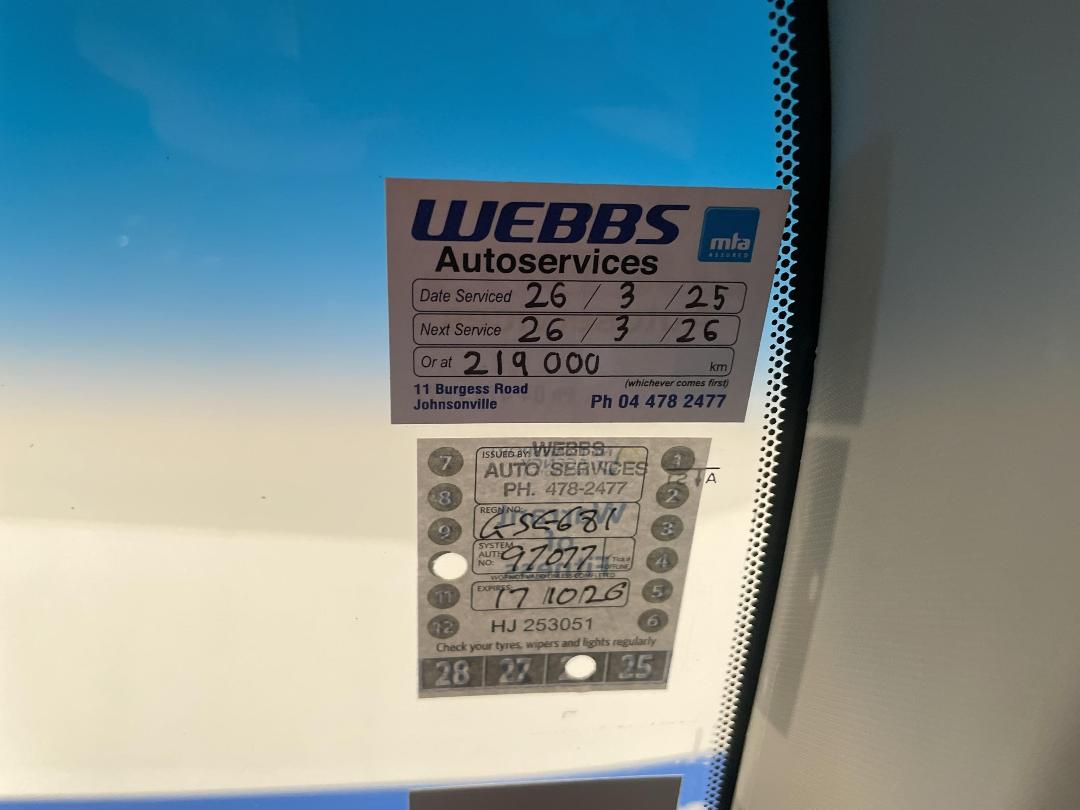 WEBBS
mta
ASSURED
Autoservices
Date Serviced 26 / 3 / 25
Next Service 26 / 3 / 26
Or at 219 000 km
(whichever comes first)
11 Burgess Road
Johnsonville
Ph 04 478 2477
7
8
9
11
12
ISSUED BY: WEBBS
AUTO SERVICES
PH. 478-2477
REGN NO:
SYSTEM
AUTH
NO: 97077
EXPIRES: 17 10/26
HJ 253051
1
2
3
4
5
6
A
Check your tyres, wipers and lights regularly
28 27 25